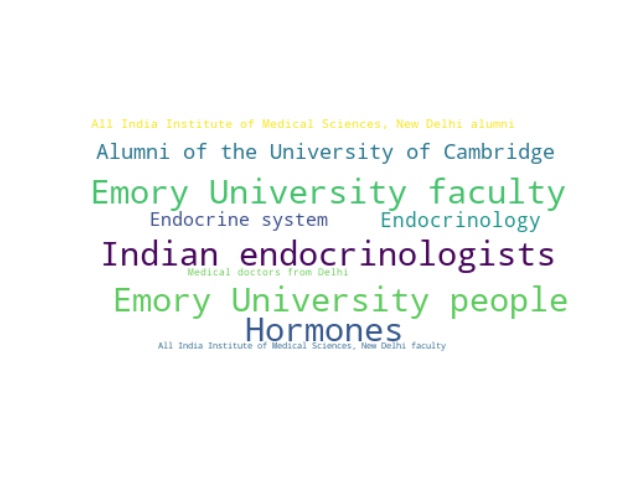 All India Institute of Medical Sciences, New Delhi alumni
Alumni of the University of Cambridge
Emory University faculty
Endocrine system Endocrinology
Indian endocrinologists
Medical doctors from Delhi
Emory University people
Hormones
All India Institute of Medical Sciences, New Delhi faculty